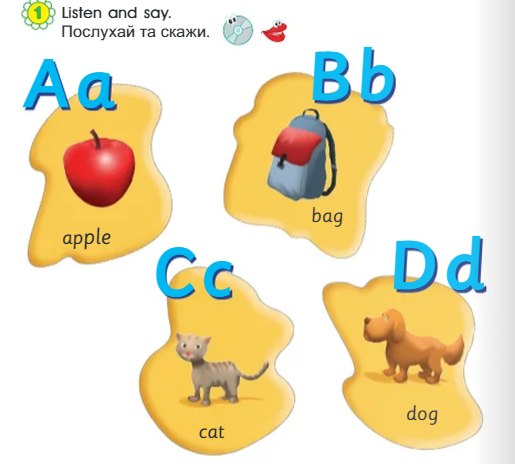 1 Listen and say.
Послухай та скажи.
Aa
apple
Bb
bag
Cc
cat
Dd
dog